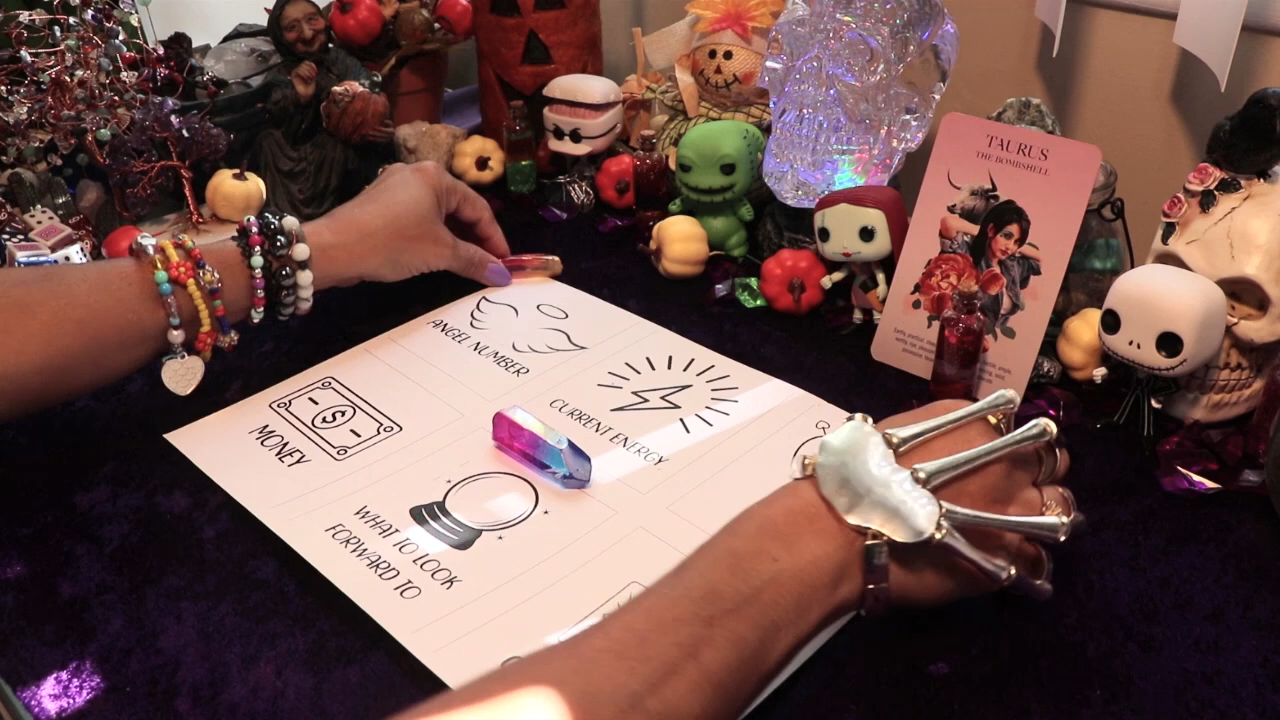 TAURUS
THE BOMBSHELL
ANGEL NUMBER
CURRENT ENERGY
$
MONEY
WHAT TO LOOK
FORWARD TO